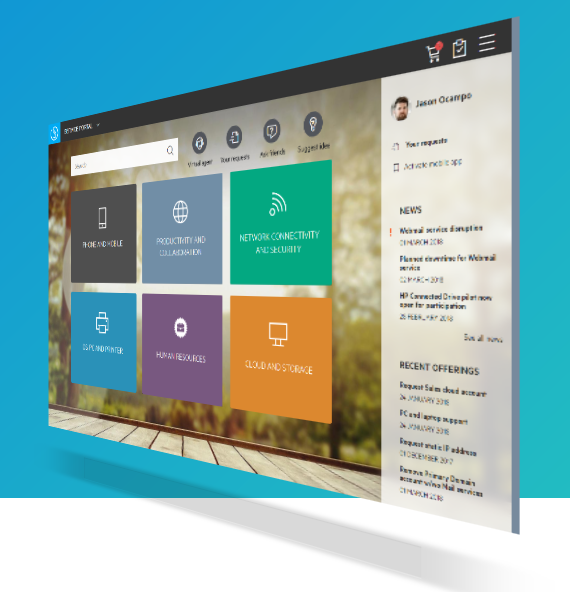 SERVICE PORTAL
Search
Virtual agent
Your requests
Ask friends
Suggest idea
PHONE AND MOBILE
PRODUCTIVITY AND
COLLABORATION
NETWORK CONNECTIVITY
AND SECURITY
PC AND PRINTER
HUMAN RESOURCES
CLOUD AND STORAGE
Jason Ocampo
Your requests
Activate mobile app
NEWS
! Webmail service disruption
01 MARCH 2018
Planned downtime for Webmail
service
02 MARCH 2018
HP Connected Drive pilot now
open for participation
25 FEBRUARY 2018
See all news
RECENT OFFERINGS
Request Sales cloud account
24 JANUARY 2018
PC and laptop support
24 JANUARY 2018
Request static IP address
01 DECEMBER 2017
Remove Primary Domain
account w/wo Mail services
01 MARCH 2018